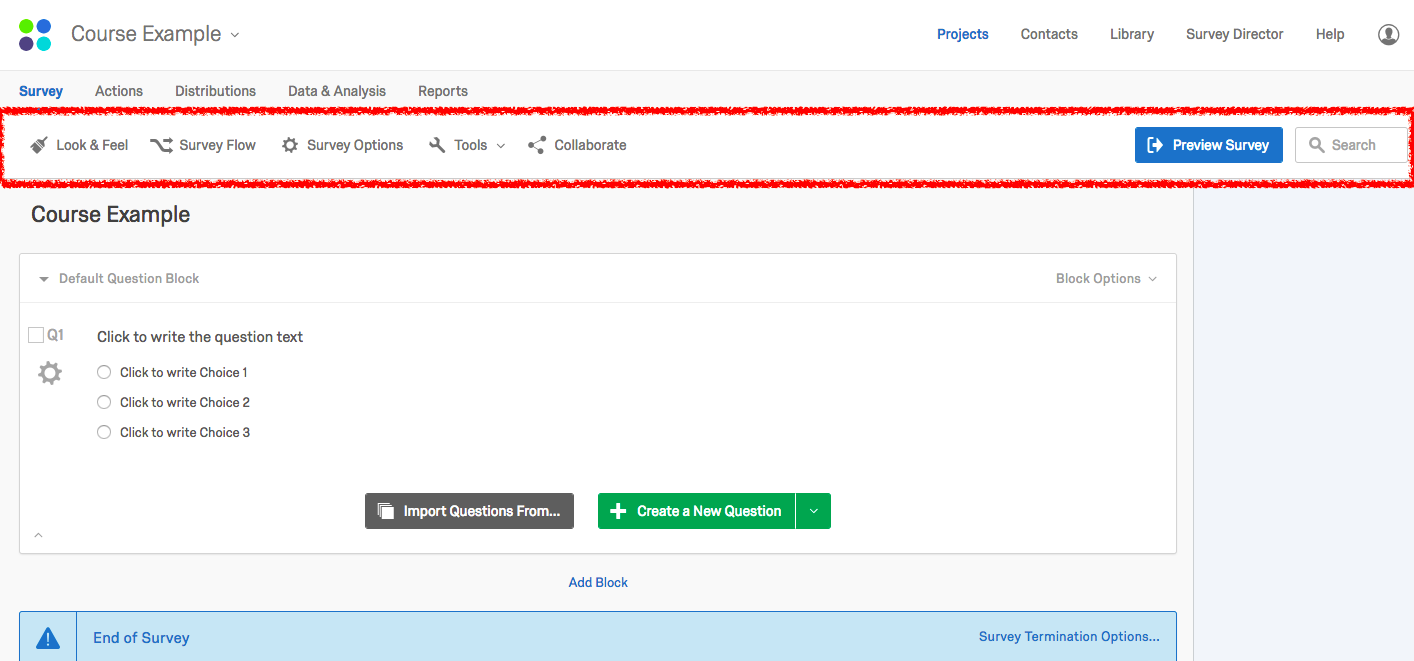 Course Example
Projects Contacts Library Survey Director Help
Survey Actions Distributions Data & Analysis Reports
Look & Feel Survey Flow Survey Options Tools Collaborate Preview Survey Search
Course Example
Default Question Block Block Options
Q1 Click to write the question text
Click to write Choice 1
Click to write Choice 2
Click to write Choice 3
Import Questions From... Create a New Question
Add Block
End of Survey Survey Termination Options...